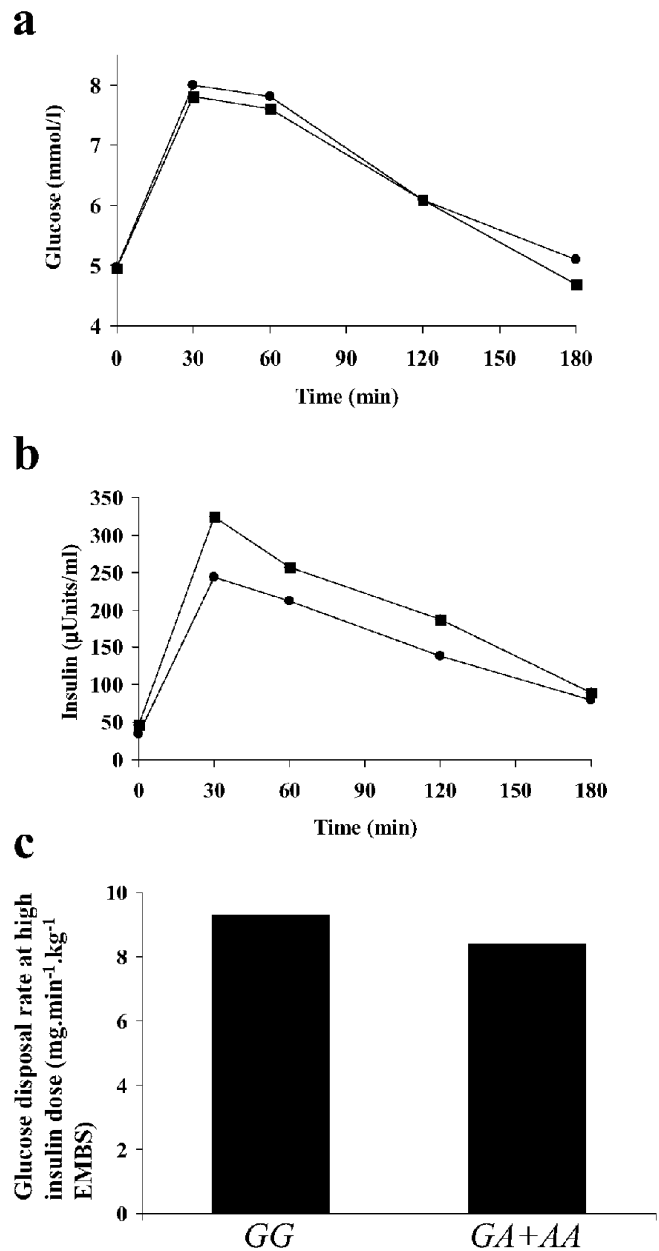 a
8
7
6
5
4
Glucose (mmol/l)
0 30 60 90 120 150 180
Time (min)
b
350
300
250
200
150
100
50
0
Insulin (µUnits/ml)
0 30 60 90 120 150 180
Time (min)
c
10
8
6
4
2
0
Glucose disposal rate at high
insulin dose (mg.min⁻¹.kg⁻¹
EMBS)
GG GA+AA